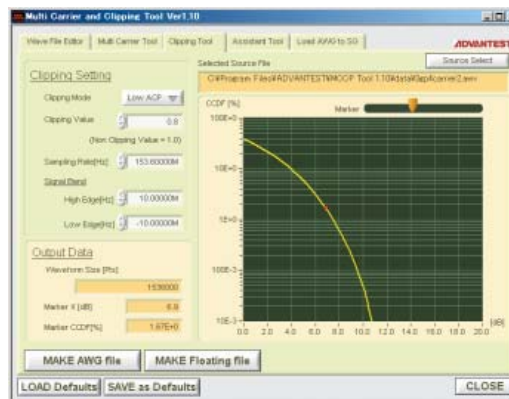 Multi Carrier and Clipping Tool Ver1.10
Wave File Editor
Multi Carrier Tool
Clipping Tool
Assistant Tool
Load AWG to SG
ADVANTEST
Clipping Setting
Clipping Mode
Low ACP
Clipping Value
0.8
(Non Clipping Value = 1.0)
Sampling Rate[Hz]
153.60000M
Signal Band
High Edge[Hz]
10.00000M
Low Edge[Hz]
-10.00000M
Output Data
Waveform Size [Pts]
1536000
Marker X [dB]
6.9
Marker CCDF[%]
1.67E+0
Selected Source File
Source Select
CCDF [%]
Marker
100E+0
10E+0
1E+0
100E-3
10E-3
0.0 2.0 4.0 6.0 8.0 10.0 12.0 14.0 16.0 18.0 20.0
[dB]
MAKE AWG file
MAKE Floating file
LOAD Defaults
SAVE as Defaults
CLOSE